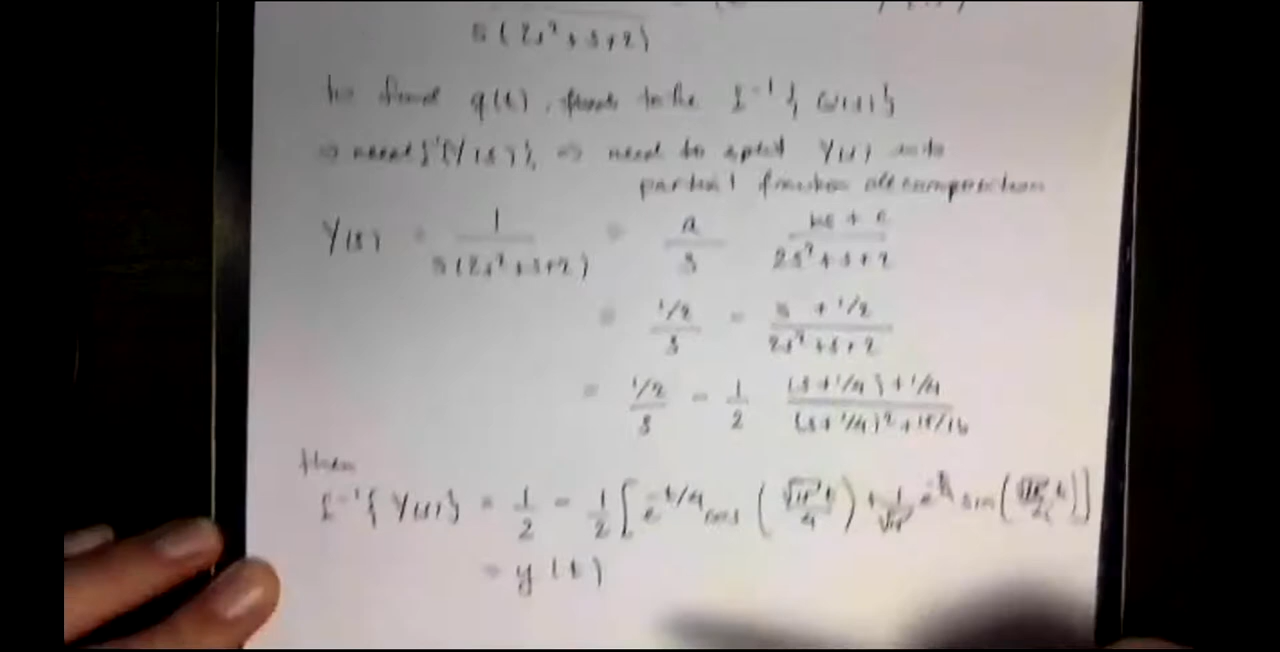 s(2s² + s + 2)
to find q(t), to the ℒ⁻¹{ }
⇒ need ℒ⁻¹{Y(s)}, ⇒ need to split Y(s) into
partial fraction decomposition
Y(s) = 1/(s(2s² + s + 2)) = a/s (bs + c)/(2s² + s + 2)
= (1/2)/s - (s + 1/2)/(2s² + s + 2)
= (1/2)/s - 1/2 ((s + 1/4) + 1/4)/((s + 1/4)² + 15/16)
then
ℒ⁻¹{Y(s)} = 1/2 - 1/2 [e^(-t/4) cos(√15 t/4) + 1/√15 e^(-t/4) sin(√15 t/4)]
= y(t)